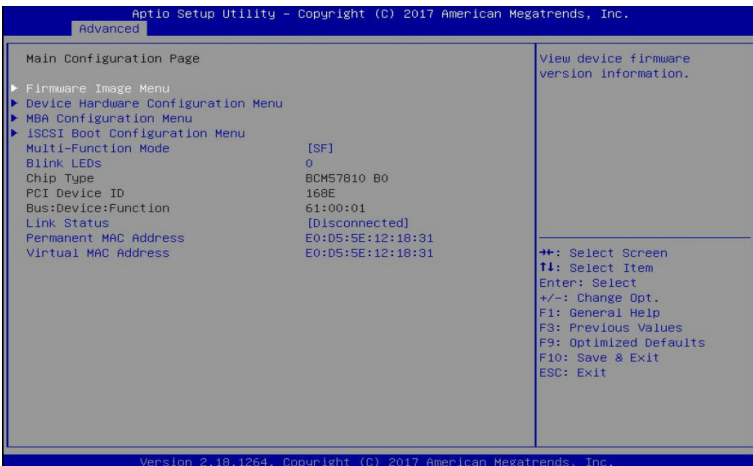 Aptio Setup Utility – Copyright (C) 2017 American Megatrends, Inc.
Advanced
Main Configuration Page
Firmware Image Menu
Device Hardware Configuration Menu
MBA Configuration Menu
iSCSI Boot Configuration Menu
Multi-Function Mode [SF]
Blink LEDs 0
Chip Type BCM57810 B0
PCI Device ID 168E
Bus:Device:Function 61:00:01
Link Status [Disconnected]
Permanent MAC Address E0:D5:5E:12:18:31
Virtual MAC Address E0:D5:5E:12:18:31
View device firmware
version information.
→←: Select Screen
↑↓: Select Item
Enter: Select
+/-: Change Opt.
F1: General Help
F3: Previous Values
F9: Optimized Defaults
F10: Save & Exit
ESC: Exit
Version 2.18.1264. Copyright (C) 2017 American Megatrends, Inc.